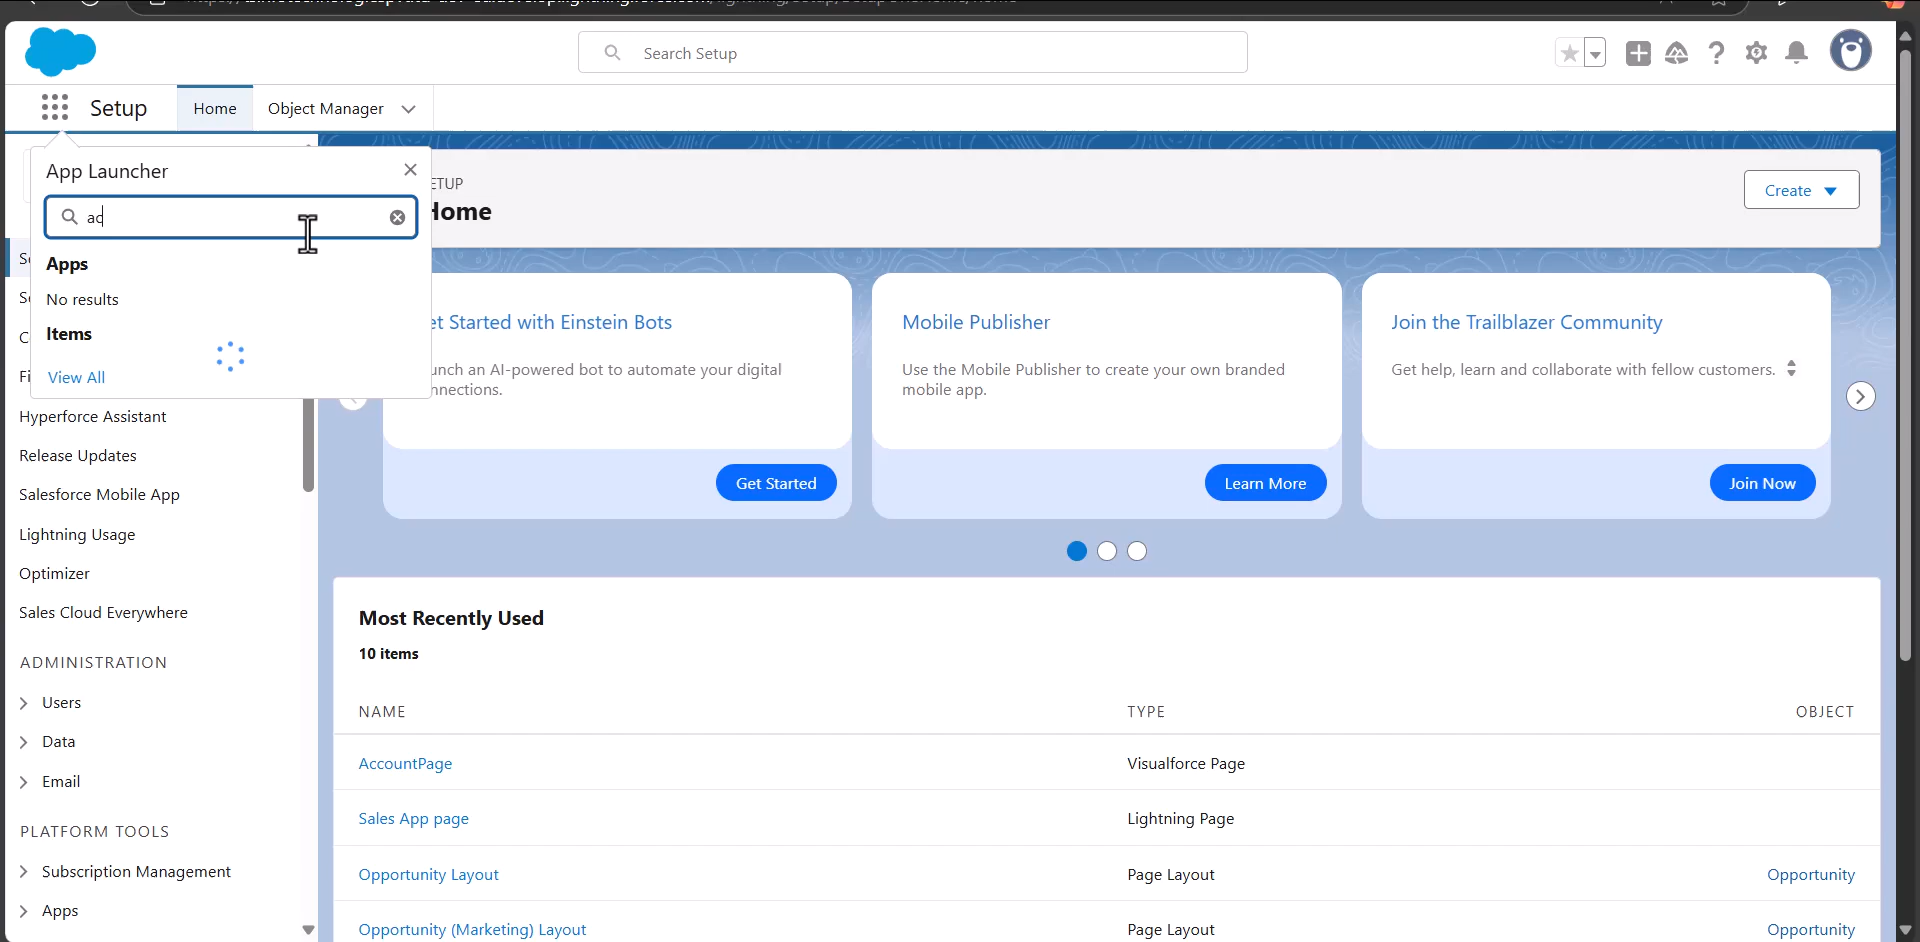 Search Setup
Setup
Home
Object Manager
App Launcher
ac
Apps
No results
Items
View All
Hyperforce Assistant
Release Updates
Salesforce Mobile App
Lightning Usage
Optimizer
Sales Cloud Everywhere
ADMINISTRATION
Users
Data
Email
PLATFORM TOOLS
Subscription Management
Apps
ETUP
Home
Create
et Started with Einstein Bots
unch an AI-powered bot to automate your digital
nnections.
Get Started
Mobile Publisher
Use the Mobile Publisher to create your own branded
mobile app.
Learn More
Join the Trailblazer Community
Get help, learn and collaborate with fellow customers.
Join Now
Most Recently Used
10 items
NAME TYPE OBJECT
AccountPage Visualforce Page
Sales App page Lightning Page
Opportunity Layout Page Layout Opportunity
Opportunity (Marketing) Layout Page Layout Opportunity